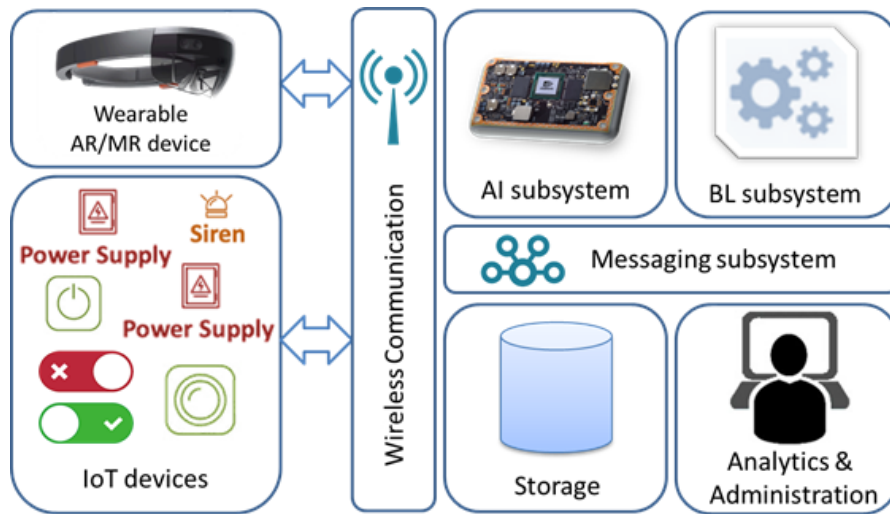 Wearable
AR/MR device
Siren
Power Supply
Power Supply
IoT devices
Wireless Communication
AI subsystem
BL subsystem
Messaging subsystem
Storage
Analytics &
Administration